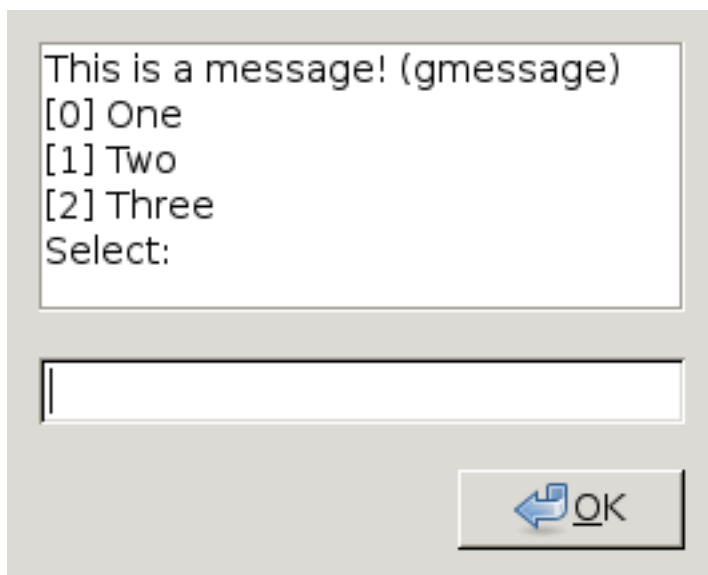 This is a message! (gmessage)
[0] One
[1] Two
[2] Three
Select:
OK